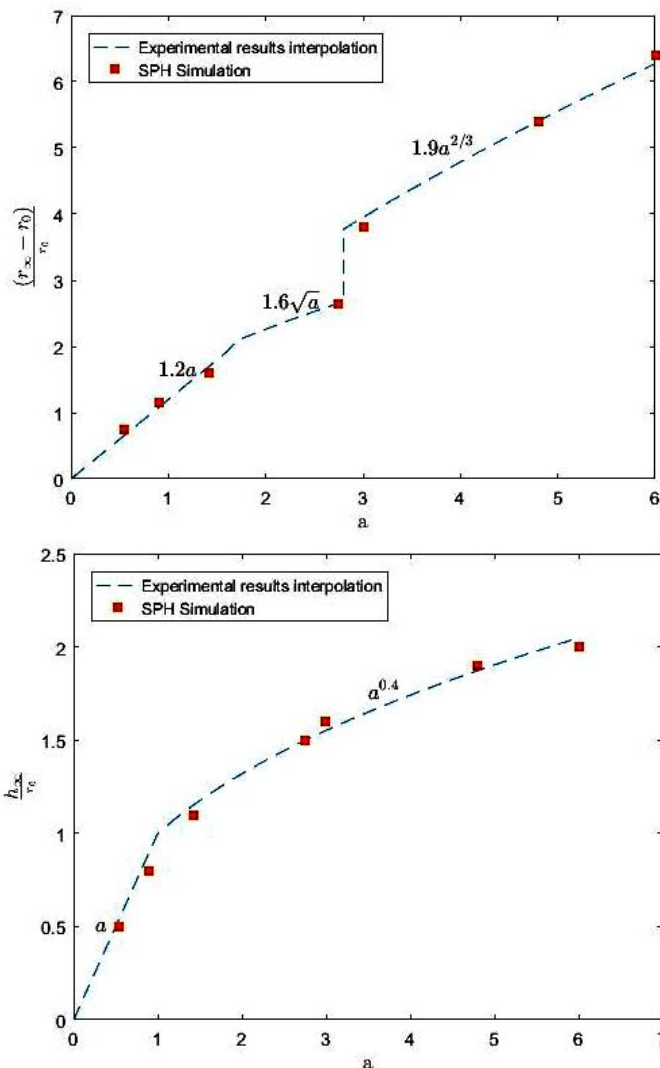 7
6
5
4
3
2
1
0
(r∞ − r0)
r0
Experimental results interpolation
SPH Simulation
1.9a^{2/3}
1.6√a
1.2a
0 1 2 3 4 5 6
a
2.5
2
1.5
1
0.5
0
h∞
r0
Experimental results interpolation
SPH Simulation
a^{0.4}
a
0 1 2 3 4 5 6 7
a